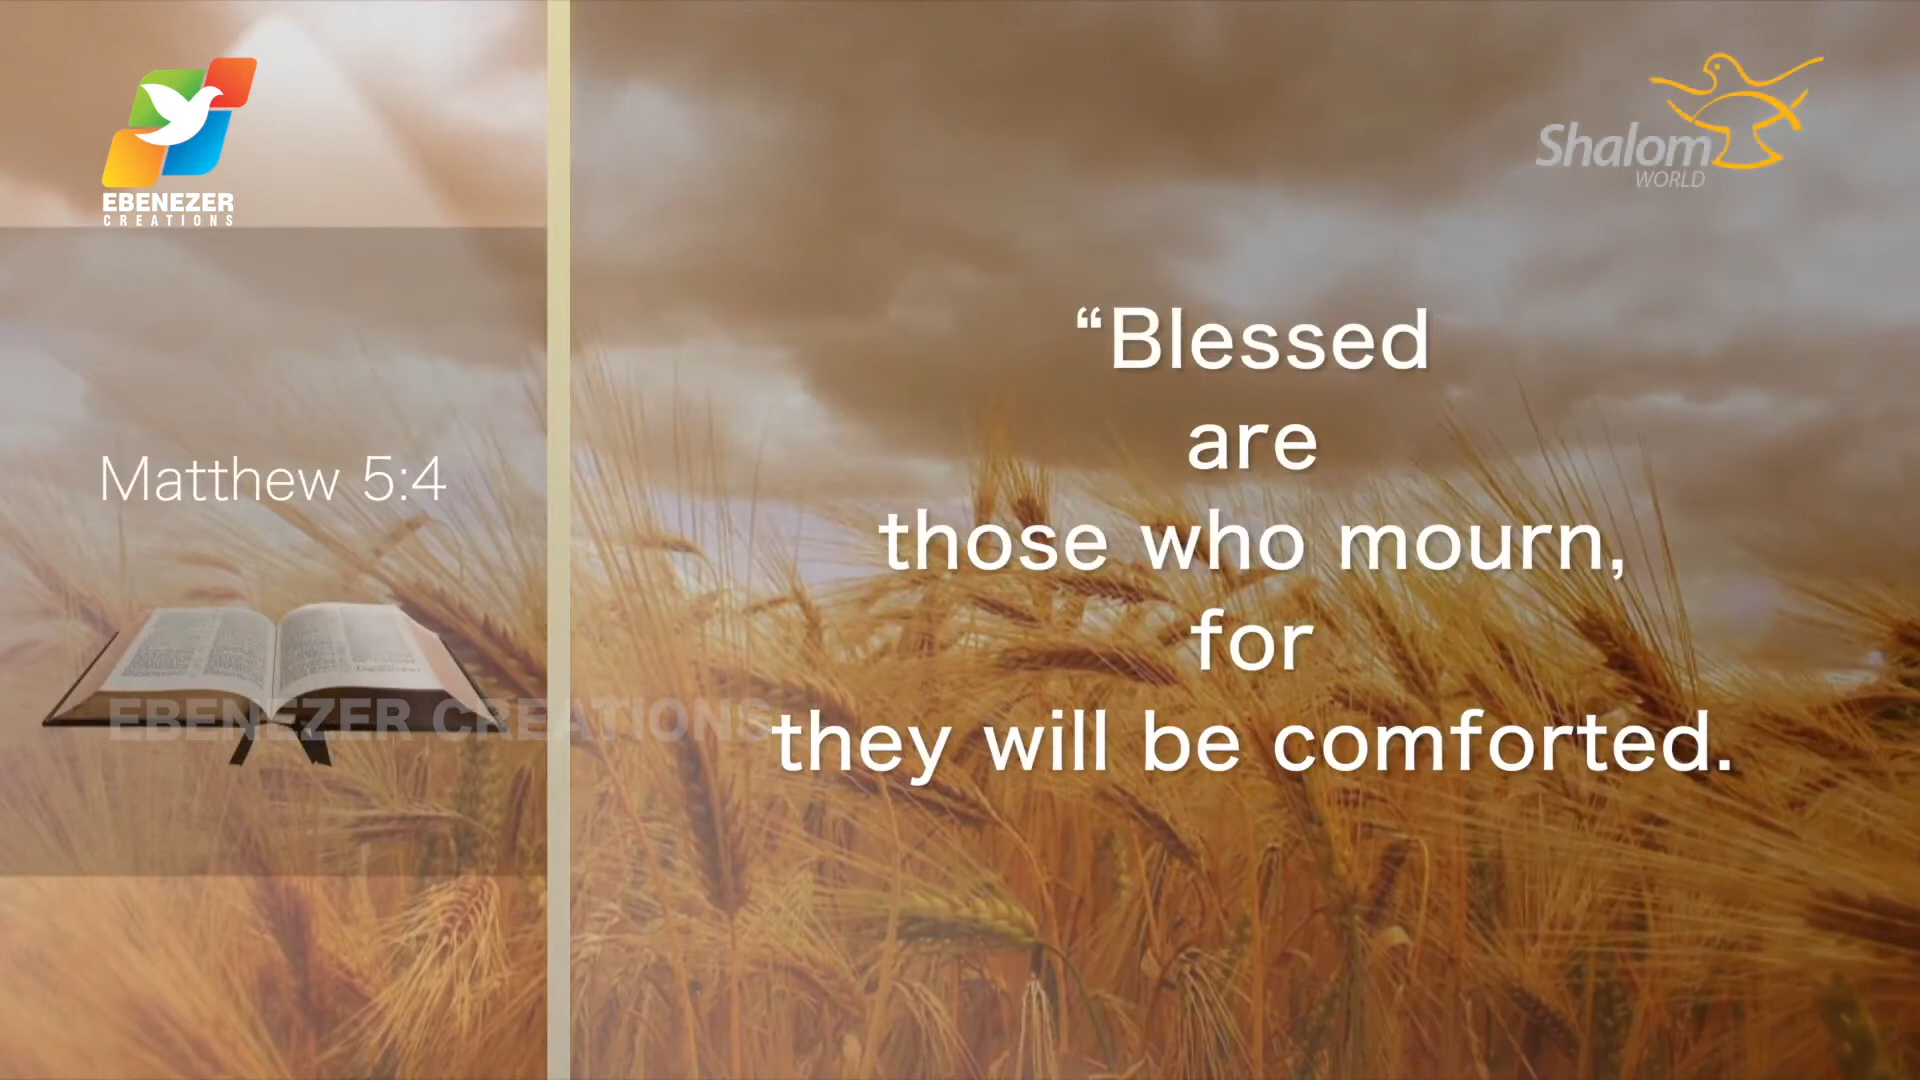 EBENEZER
CREATIONS
Shalom
WORLD
Matthew 5:4
“Blessed
are
those who mourn,
for
they will be comforted.
EBENEZER CREATIONS